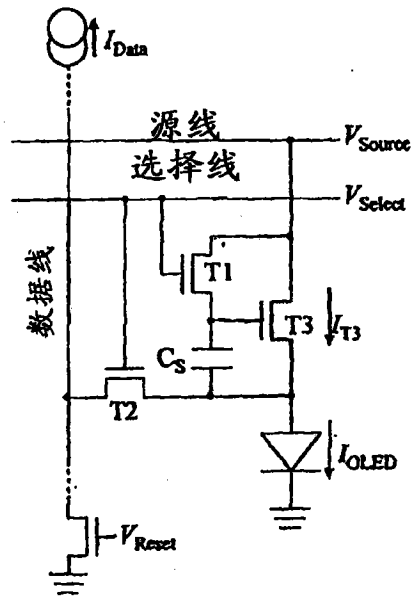 I_Data
源线
V_Source
选择线
V_Select
数据线
T1
T3
I_T3
C_S
T2
I_OLED
V_Reset